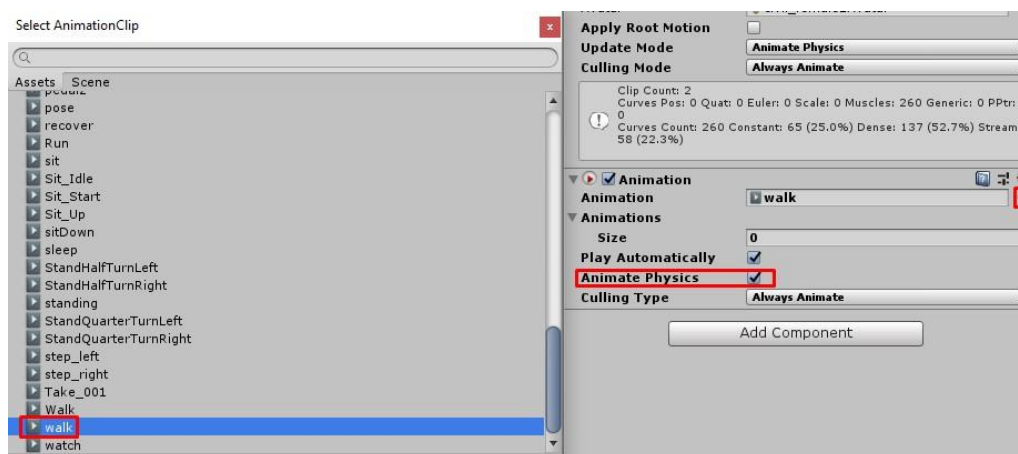 Select AnimationClip
x
Assets Scene
pose
recover
Run
sit
Sit_Idle
Sit_Start
Sit_Up
sitDown
sleep
StandHalfTurnLeft
StandHalfTurnRight
standing
StandQuarterTurnLeft
StandQuarterTurnRight
step_left
step_right
Take_001
Walk
walk
watch
Apply Root Motion
Update Mode Animate Physics
Culling Mode Always Animate
Clip Count: 2
Curves Pos: 0 Quat: 0 Euler: 0 Scale: 0 Muscles: 260 Generic: 0 PPtr:
0
Curves Count: 260 Constant: 65 (25.0%) Dense: 137 (52.7%) Stream
58 (22.3%)
Animation
Animation walk
Animations
Size 0
Play Automatically
Animate Physics
Culling Type Always Animate
Add Component